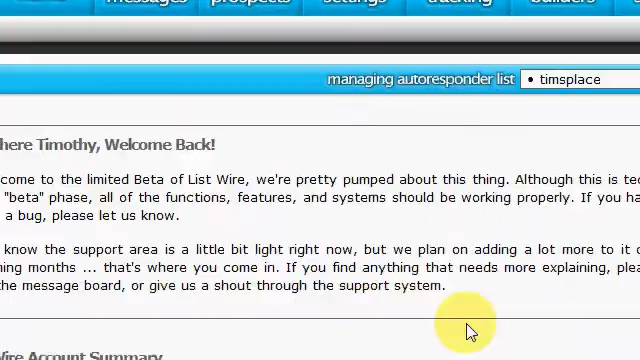 messages prospects settings tracking builders
managing autoresponder list • timsplace
here Timothy, Welcome Back!
come to the limited Beta of List Wire, we're pretty pumped about this thing. Although this is
"beta" phase, all of the functions, features, and systems should be working properly. If you
a bug, please let us know.
know the support area is a little bit light right now, but we plan on adding a lot more to it
months ... that's where you come in. If you find anything that needs more explaining,
the message board, or give us a shout through the support system.
Account Summary